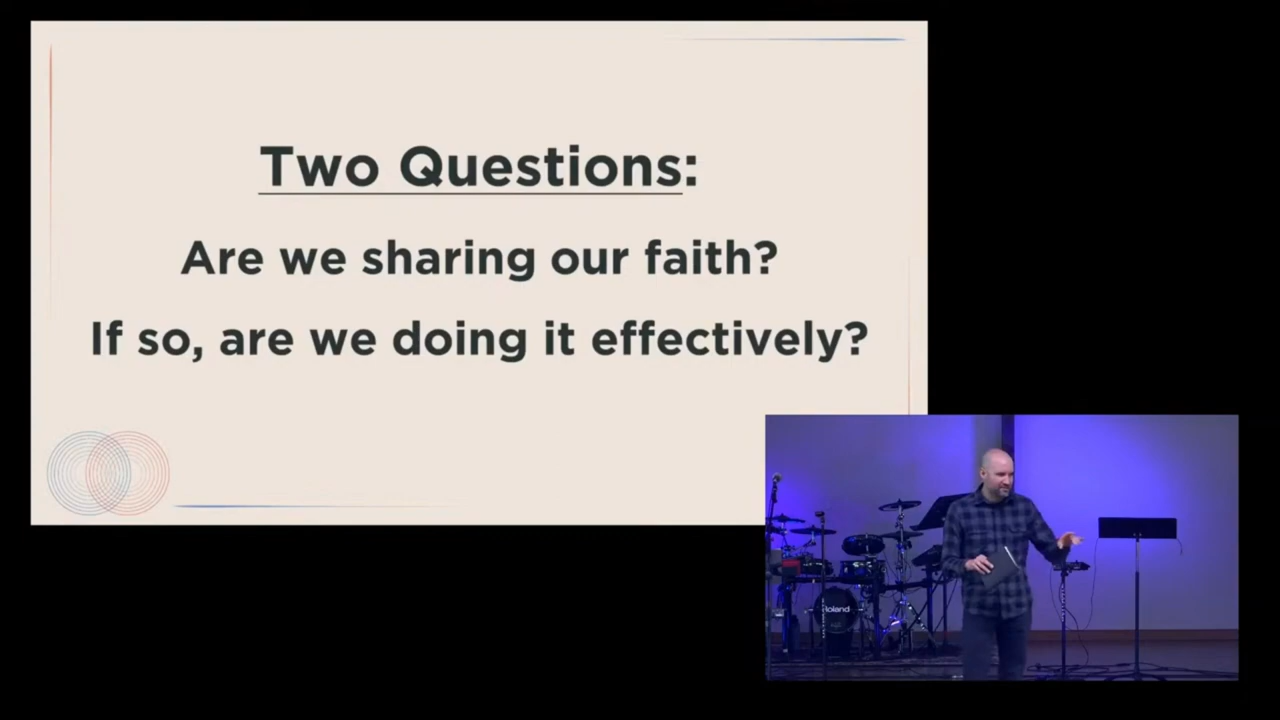 Two Questions:
Are we sharing our faith?
If so, are we doing it effectively?
Roland